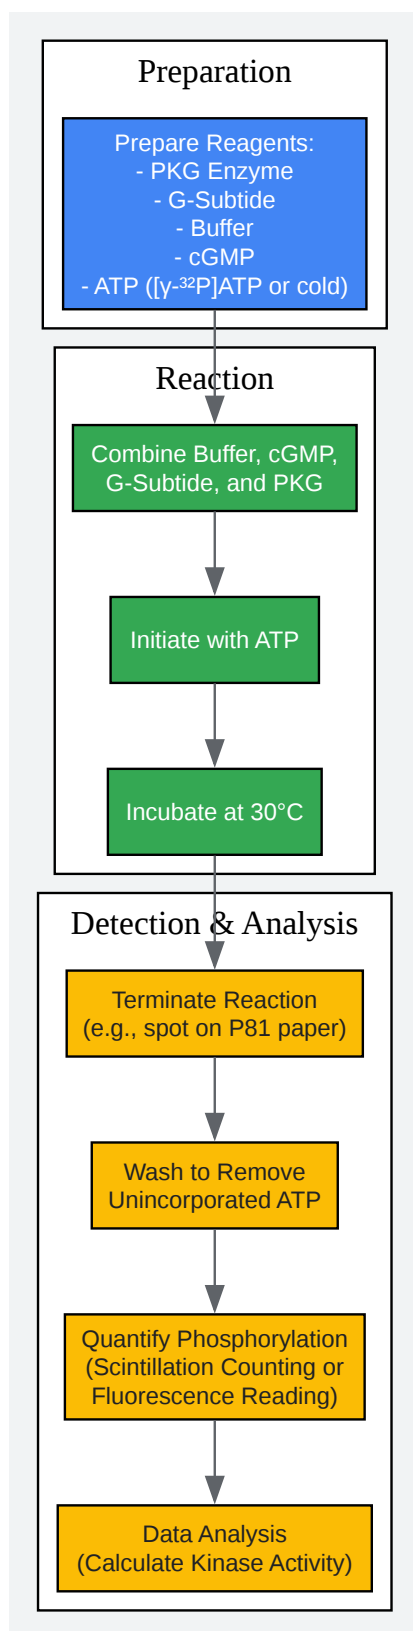 Preparation
Prepare Reagents:
- PKG Enzyme
- G-Subtide
- Buffer
- cGMP
- ATP ([γ-³²P]ATP or cold)
Reaction
Combine Buffer, cGMP,
G-Subtide, and PKG
Initiate with ATP
Incubate at 30°C
Detection & Analysis
Terminate Reaction
(e.g., spot on P81 paper)
Wash to Remove
Unincorporated ATP
Quantify Phosphorylation
(Scintillation Counting or
Fluorescence Reading)
Data Analysis
(Calculate Kinase Activity)